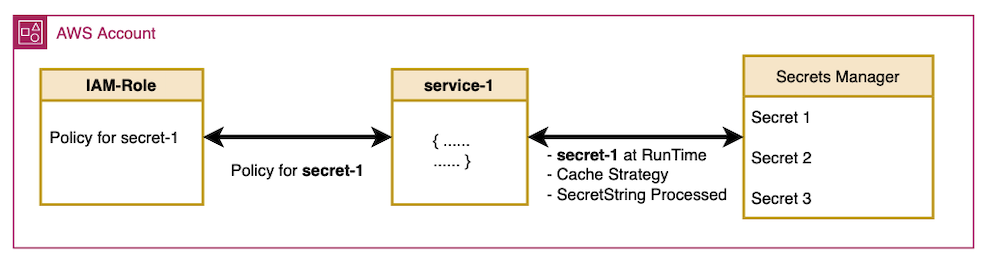 AWS Account
IAM-Role
Policy for secret-1
Policy for secret-1
service-1
{ ......
...... }
- secret-1 at RunTime
- Cache Strategy
- SecretString Processed
Secrets Manager
Secret 1
Secret 2
Secret 3